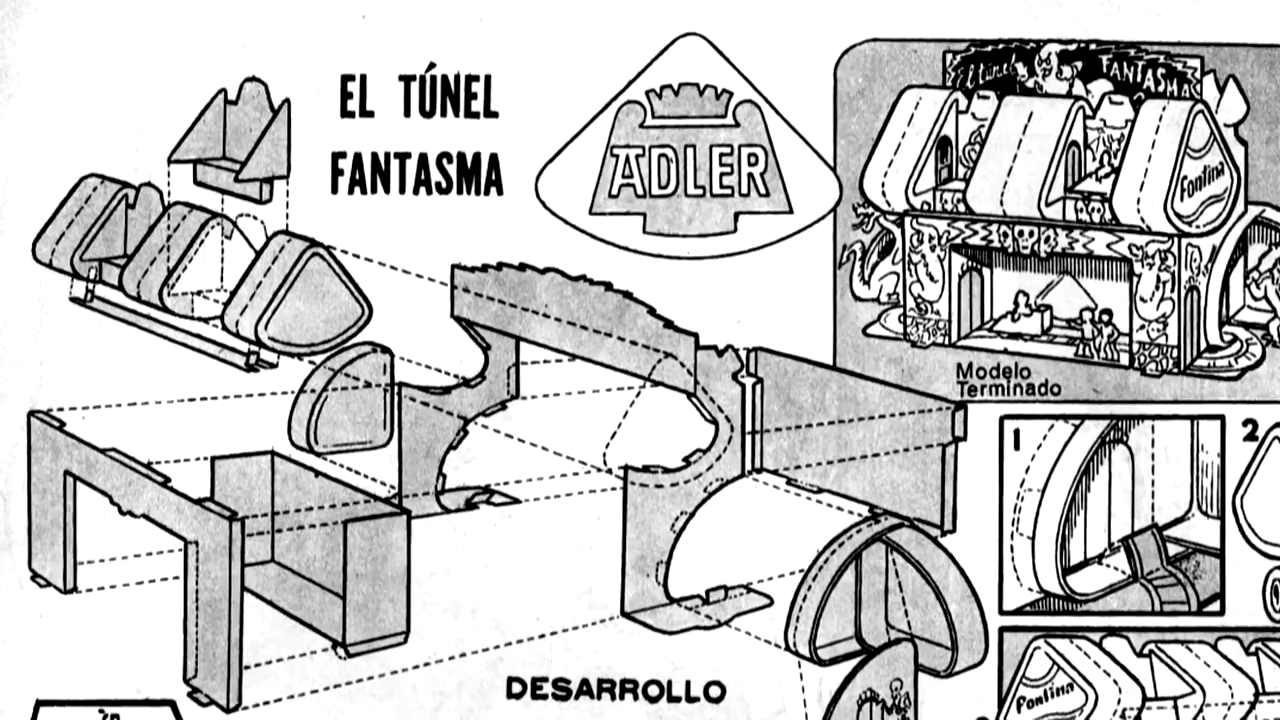 EL TÚNEL
FANTASMA
ADLER
El túnel
FANTASMA
Fontina
Modelo
Terminado
1
2
DESARROLLO
Fontina